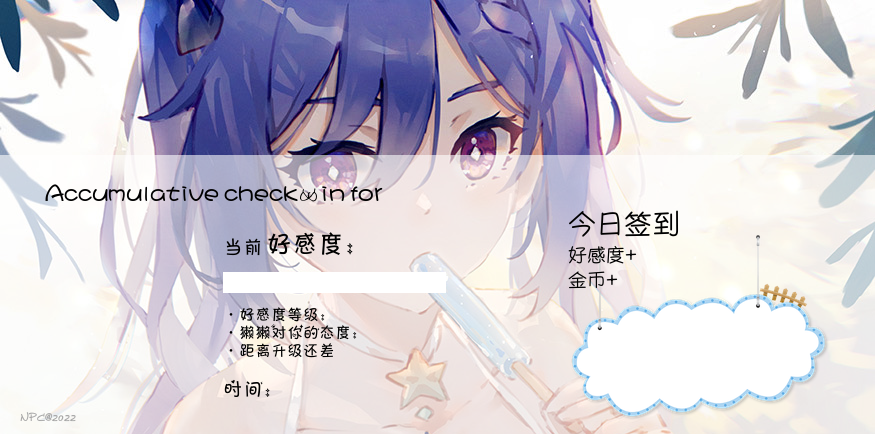 Accumulative check in for
当前 好感度：
今日签到
好感度+
金币+
·好感度等级：
·獭獭对你的态度：
·距离升级还差
时间：
NPC@2022